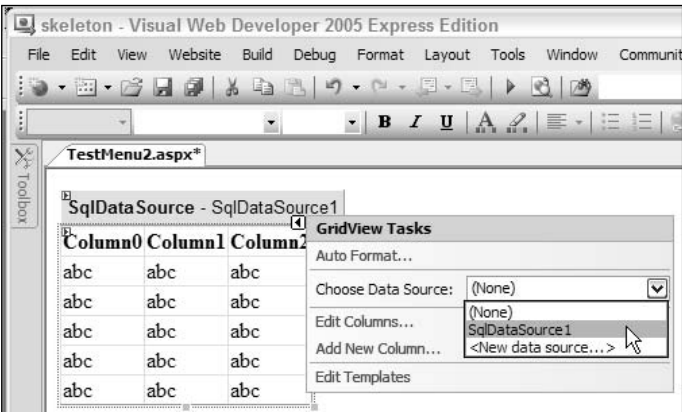 skeleton - Visual Web Developer 2005 Express Edition
File Edit View Website Build Debug Format Layout Tools Window Communit
B I U A
Toolbox
TestMenu2.aspx*
SqlDataSource - SqlDataSource1
Column0 Column1 Column2
abc abc abc
abc abc abc
abc abc abc
abc abc abc
abc abc abc
GridView Tasks
Auto Format...
Choose Data Source: (None)
(None)
SqlDataSource1
<New data source...>
Edit Columns...
Add New Column...
Edit Templates